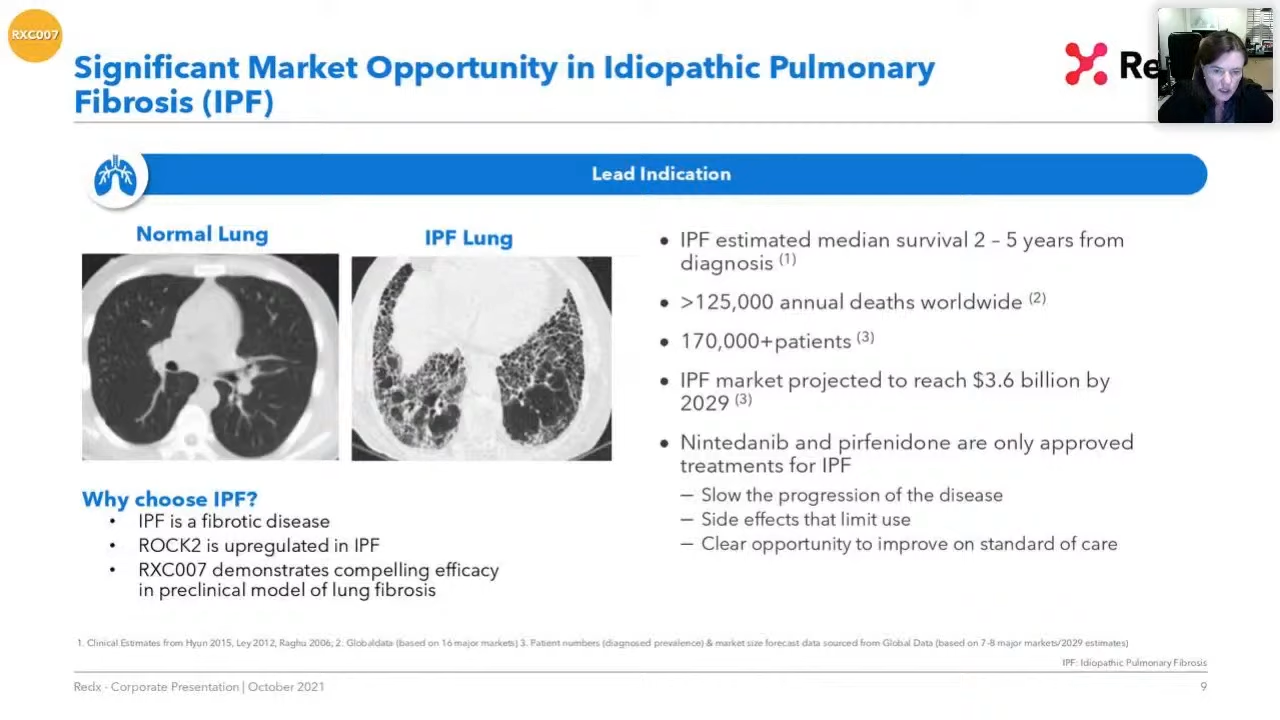 RXC007
Significant Market Opportunity in Idiopathic Pulmonary
Fibrosis (IPF)
Re
Lead Indication
Normal Lung
IPF Lung
Why choose IPF?
• IPF is a fibrotic disease
• ROCK2 is upregulated in IPF
• RXC007 demonstrates compelling efficacy
in preclinical model of lung fibrosis
• IPF estimated median survival 2 – 5 years from
diagnosis (1)
• >125,000 annual deaths worldwide (2)
• 170,000+patients (3)
• IPF market projected to reach $3.6 billion by
2029 (3)
• Nintedanib and pirfenidone are only approved
treatments for IPF
– Slow the progression of the disease
– Side effects that limit use
– Clear opportunity to improve on standard of care
1. Clinical Estimates from Hyun 2015, Ley 2012, Raghu 2006; 2. Globaldata (based on 16 major markets) 3. Patient numbers (diagnosed prevalence) & market size forecast data sourced from Global Data (based on 7-8 major markets/2029 estimates)
IPF: Idiopathic Pulmonary Fibrosis
Redx - Corporate Presentation | October 2021
9